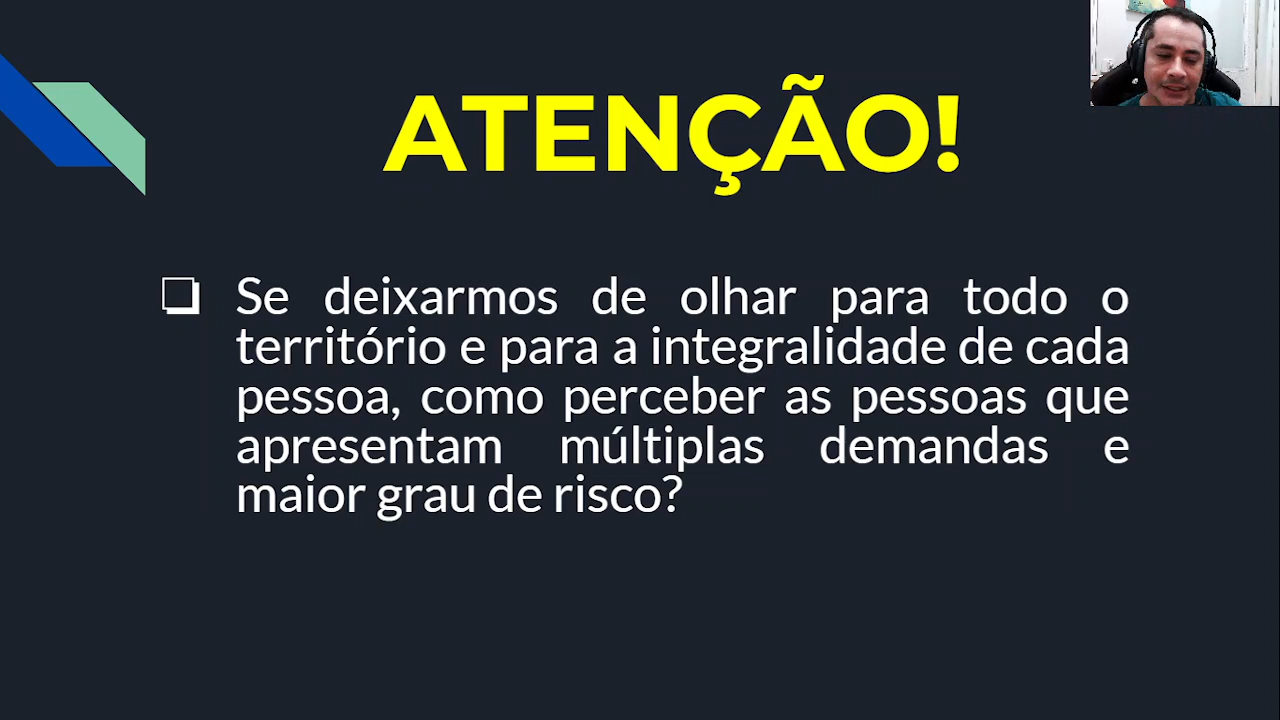 ATENÇÃO!
Se deixarmos de olhar para todo o
território e para a integralidade de cada
pessoa, como perceber as pessoas que
apresentam múltiplas demandas e
maior grau de risco?